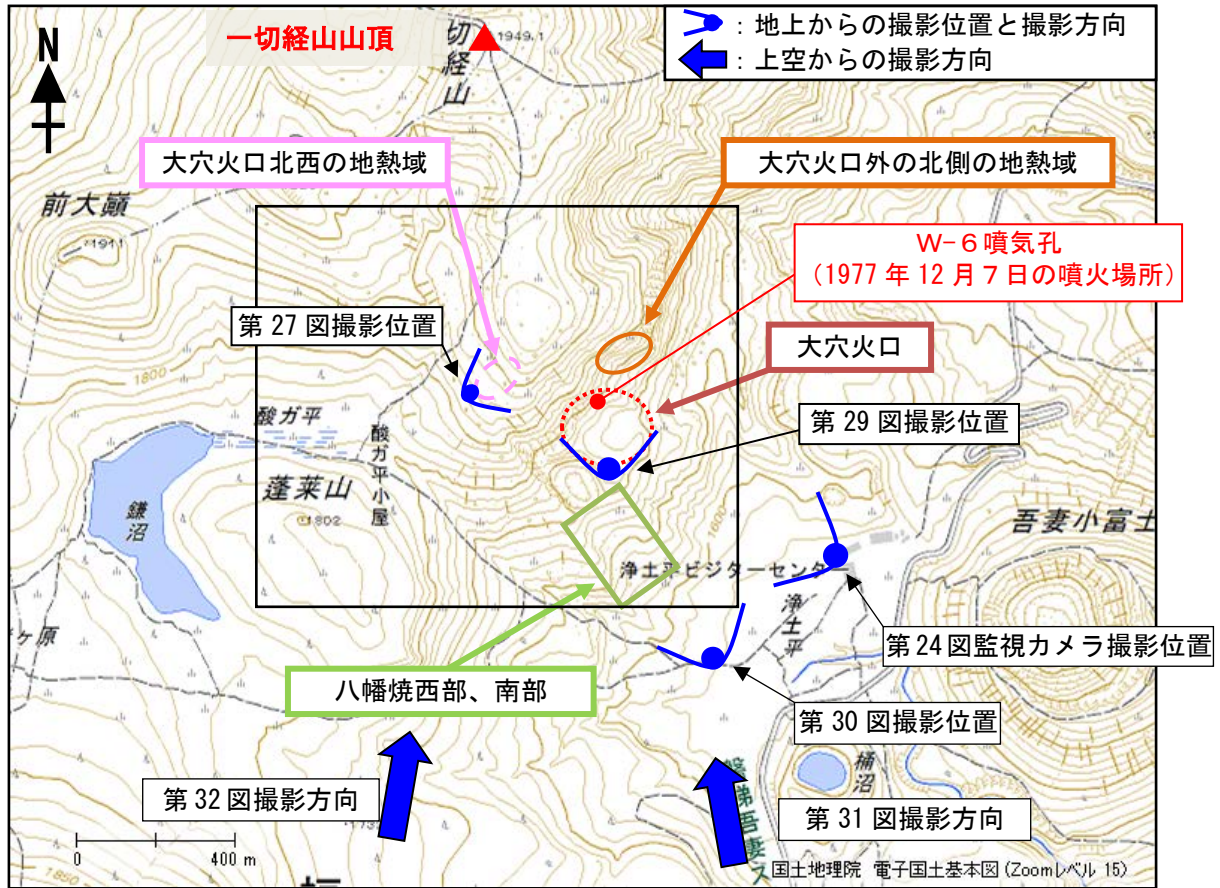 N
一切経山山頂
切経山
1949.1
：地上からの撮影位置と撮影方向
：上空からの撮影方向
大穴火口北西の地熱域
大穴火口外の北側の地熱域
前大巓
1911
W-6噴気孔
（1977年12月7日の噴火場所）
第27図撮影位置
大穴火口
1800
酸ガ平
酸ガ平小屋
第29図撮影位置
蓬莱山
1802
鎌沼
1600
吾妻小富士
浄土平ビジターセンター
浄土平
ケ原
第24図監視カメラ撮影位置
八幡焼西部、南部
第30図撮影位置
桶沼
第32図撮影方向
第31図撮影方向
磐梯吾妻ス
0
400 m
1850
国土地理院 電子国土基本図（Zoomレベル 15）